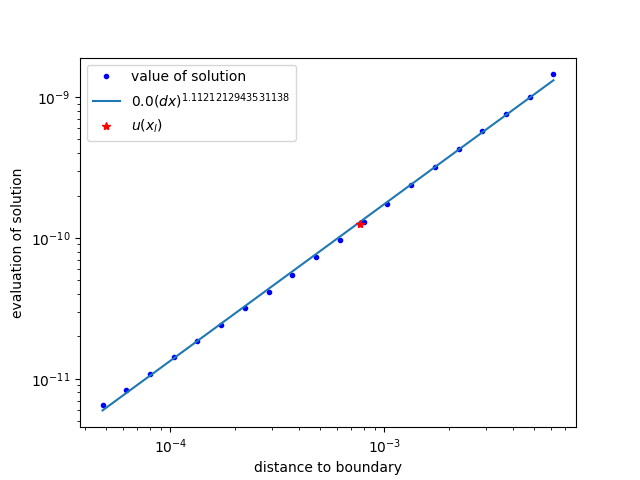 value of solution
0.0(dx)^1.1121212943531138
u(x_l)
10^-9
10^-10
10^-11
evaluation of solution
10^-4
10^-3
distance to boundary